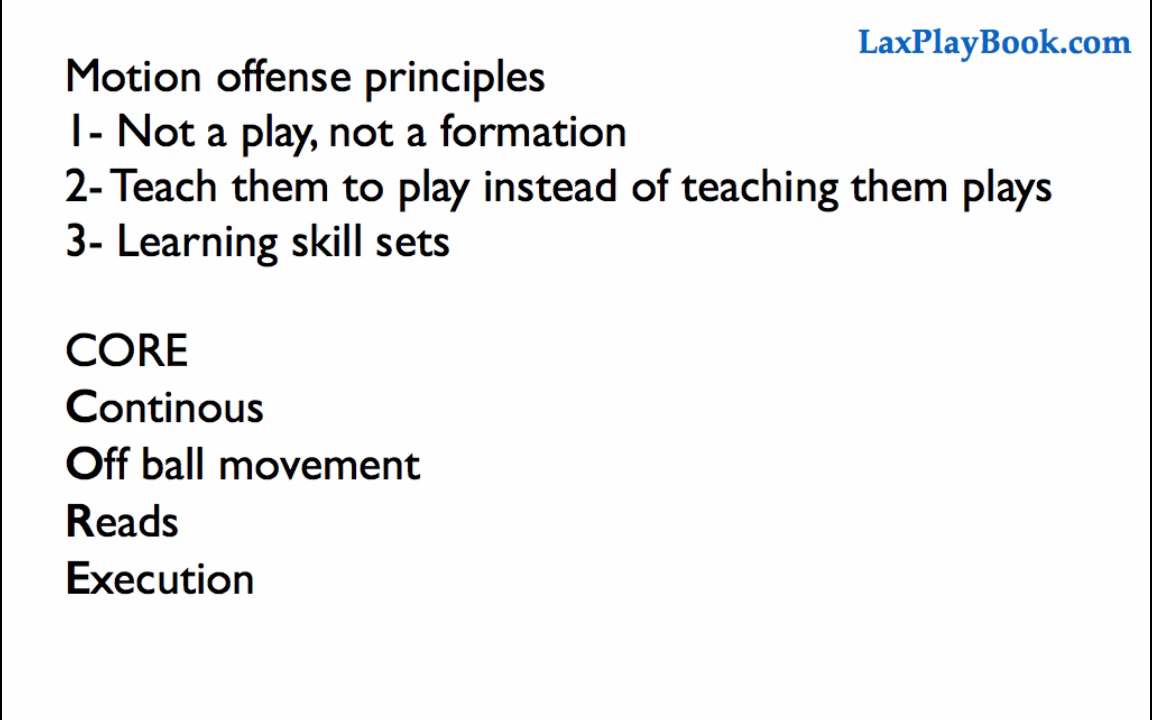 LaxPlayBook.com
Motion offense principles
1- Not a play, not a formation
2- Teach them to play instead of teaching them plays
3- Learning skill sets
CORE
Continous
Off ball movement
Reads
Execution